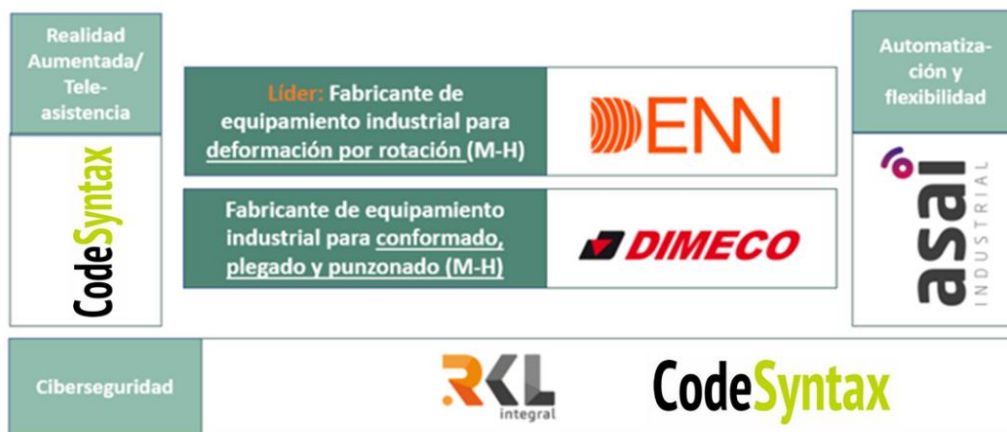 Realidad
Aumentada/
Tele-
asistencia
CodeSyntax
Líder: Fabricante de
equipamiento industrial para
deformación por rotación (M-H)
DENN
Fabricante de equipamiento
industrial para conformado,
plegado y punzonado (M-H)
DIMECO
Automatiza-
ción y
flexibilidad
asai
INDUSTRIAL
Ciberseguridad
RKL
integral
CodeSyntax